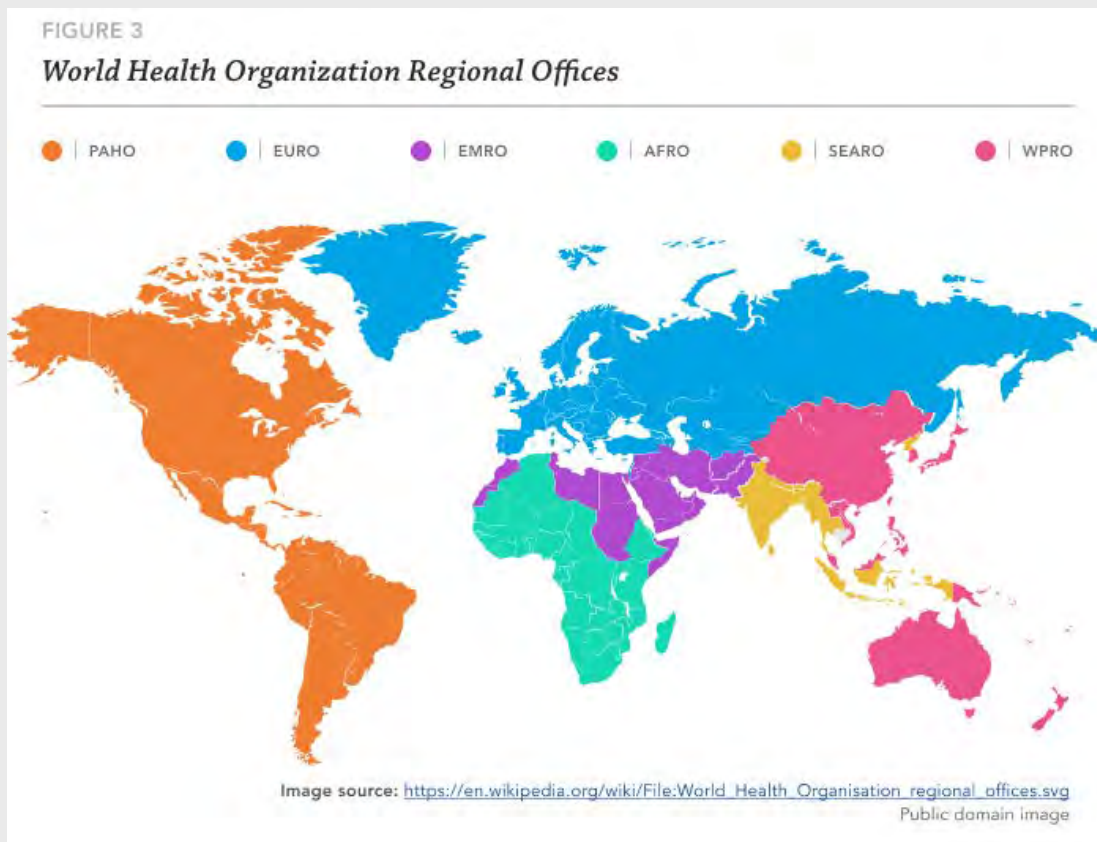 FIGURE 3
World Health Organization Regional Offices
PAHO | EURO | EMRO | AFRO | SEARO | WPRO
Image source: https://en.wikipedia.org/wiki/File:World_Health_Organisation_regional_offices.svg
Public domain image